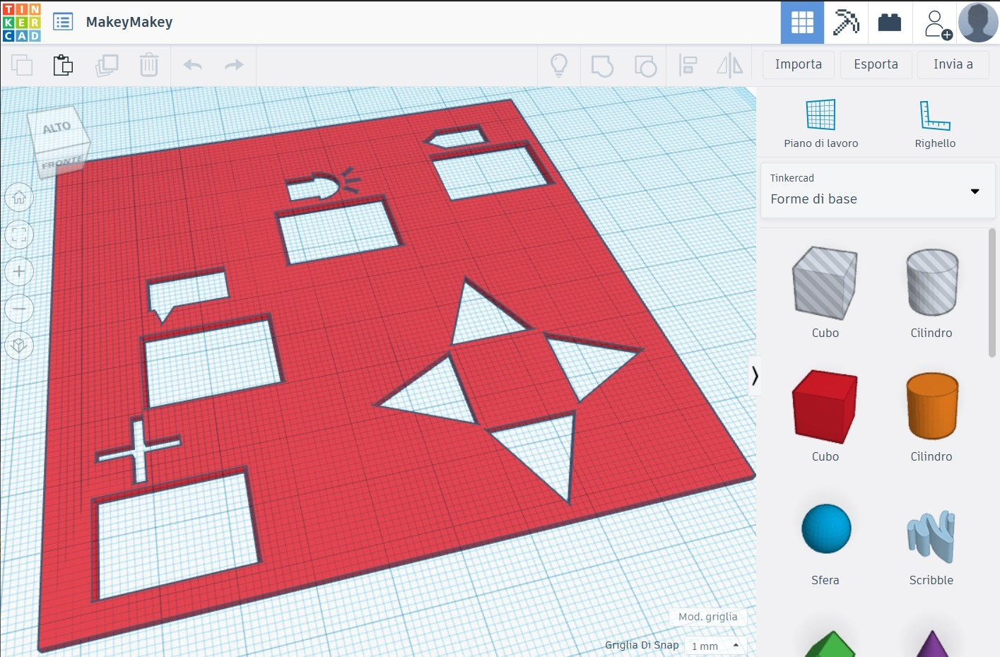 TIN
KER
CAD
MakeyMakey
Importa
Esporta
Invia a
ALTO
FRONTE
Piano di lavoro
Righello
Tinkercad
Forme di base
Cubo
Cilindro
Cubo
Cilindro
Sfera
Scribble
Mod. griglia
Griglia Di Snap
1 mm